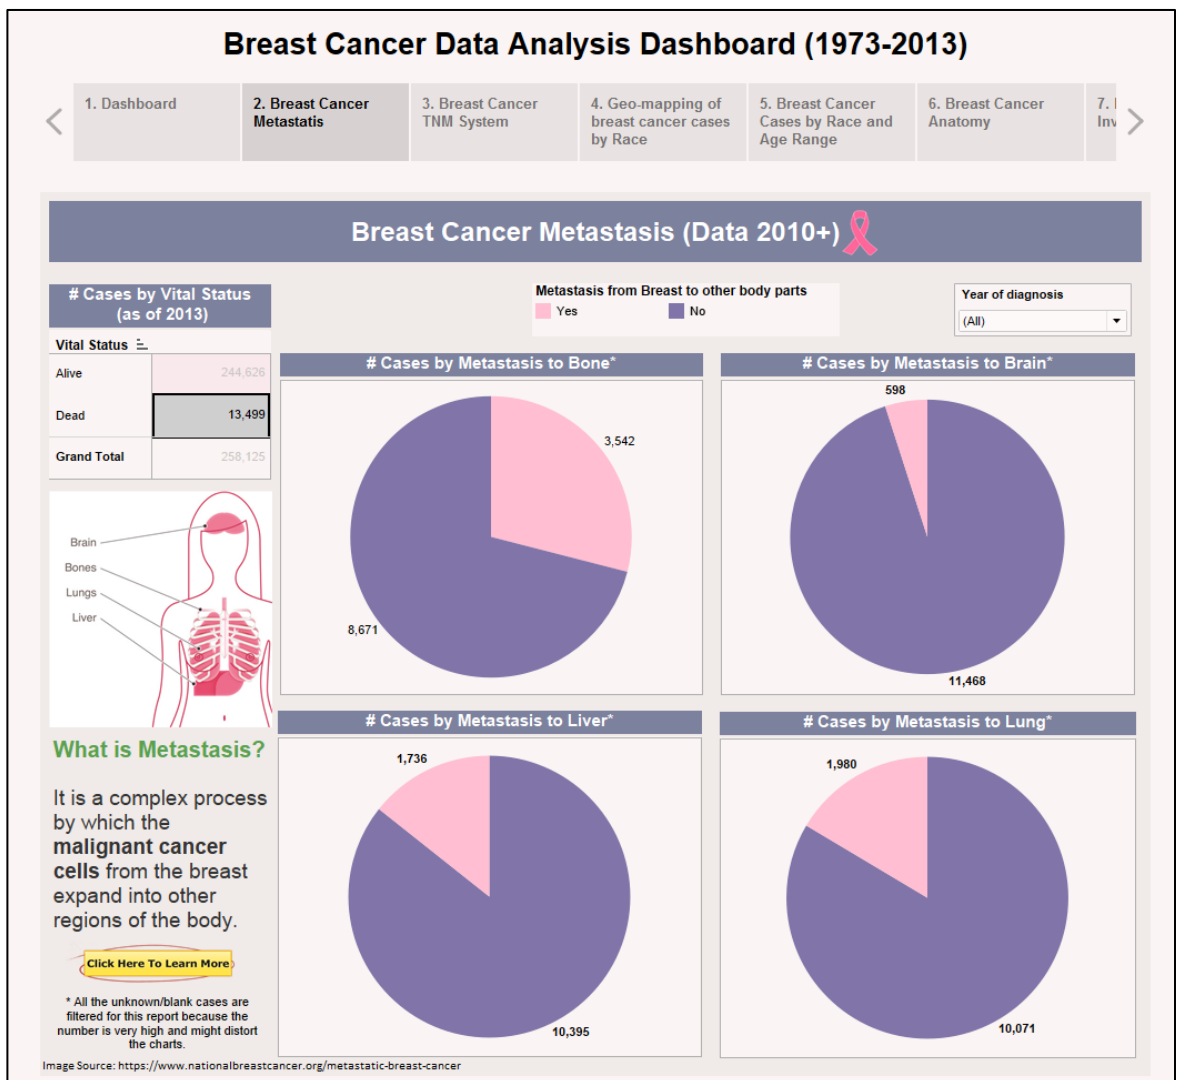 Breast Cancer Data Analysis Dashboard (1973-2013)
1. Dashboard
2. Breast Cancer
Metastatis
3. Breast Cancer
TNM System
4. Geo-mapping of
breast cancer cases
by Race
5. Breast Cancer
Cases by Race and
Age Range
6. Breast Cancer
Anatomy
7.
Inv
Breast Cancer Metastasis (Data 2010+)
# Cases by Vital Status
(as of 2013)
Vital Status
Alive 244,626
Dead 13,499
Grand Total 258,125
Metastasis from Breast to other body parts
Yes No
Year of diagnosis
(All)
# Cases by Metastasis to Bone*
3,542
8,671
# Cases by Metastasis to Brain*
598
11,468
Brain
Bones
Lungs
Liver
# Cases by Metastasis to Liver*
1,736
10,395
# Cases by Metastasis to Lung*
1,980
10,071
What is Metastasis?
It is a complex process
by which the
malignant cancer
cells from the breast
expand into other
regions of the body.
Click Here To Learn More
* All the unknown/blank cases are
filtered for this report because the
number is very high and might distort
the charts.
Image Source: https://www.nationalbreastcancer.org/metastatic-breast-cancer